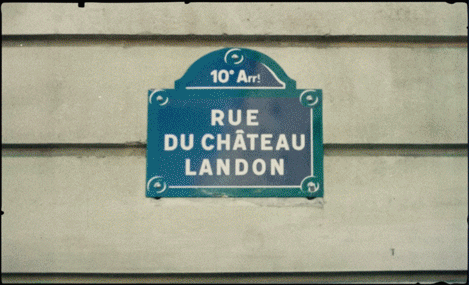 10e Arrt
RUE
DU CHÂTEAU
LANDON